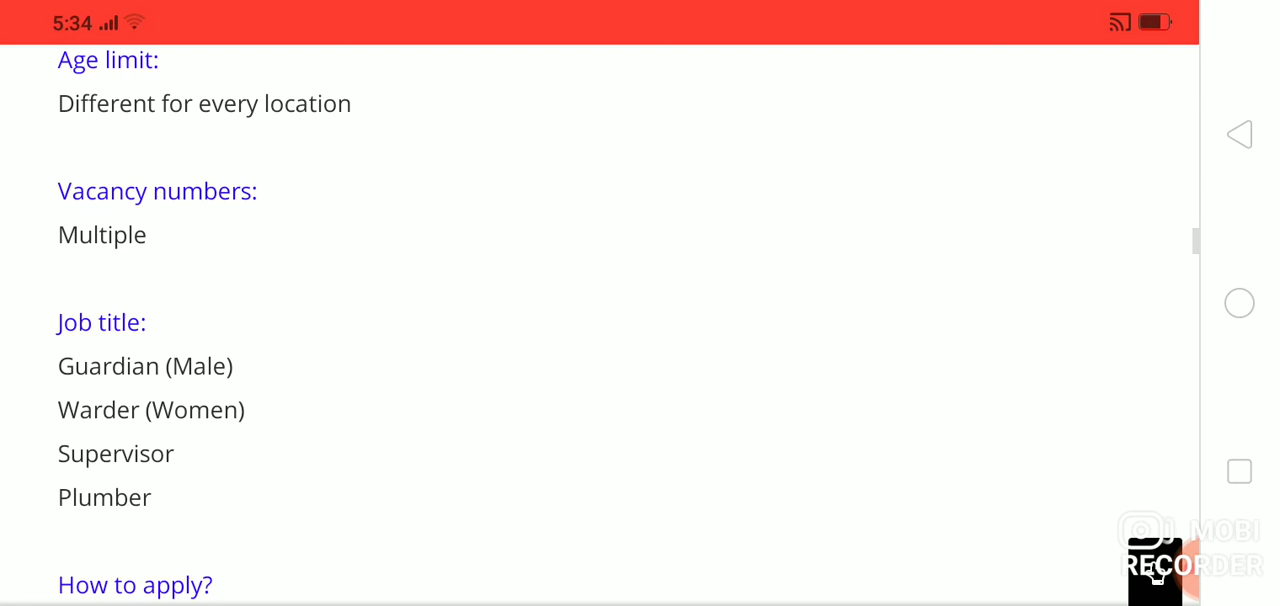 5:34
Age limit:
Different for every location
Vacancy numbers:
Multiple
Job title:
Guardian (Male)
Warder (Women)
Supervisor
Plumber
How to apply?
MOBI
RECORDER